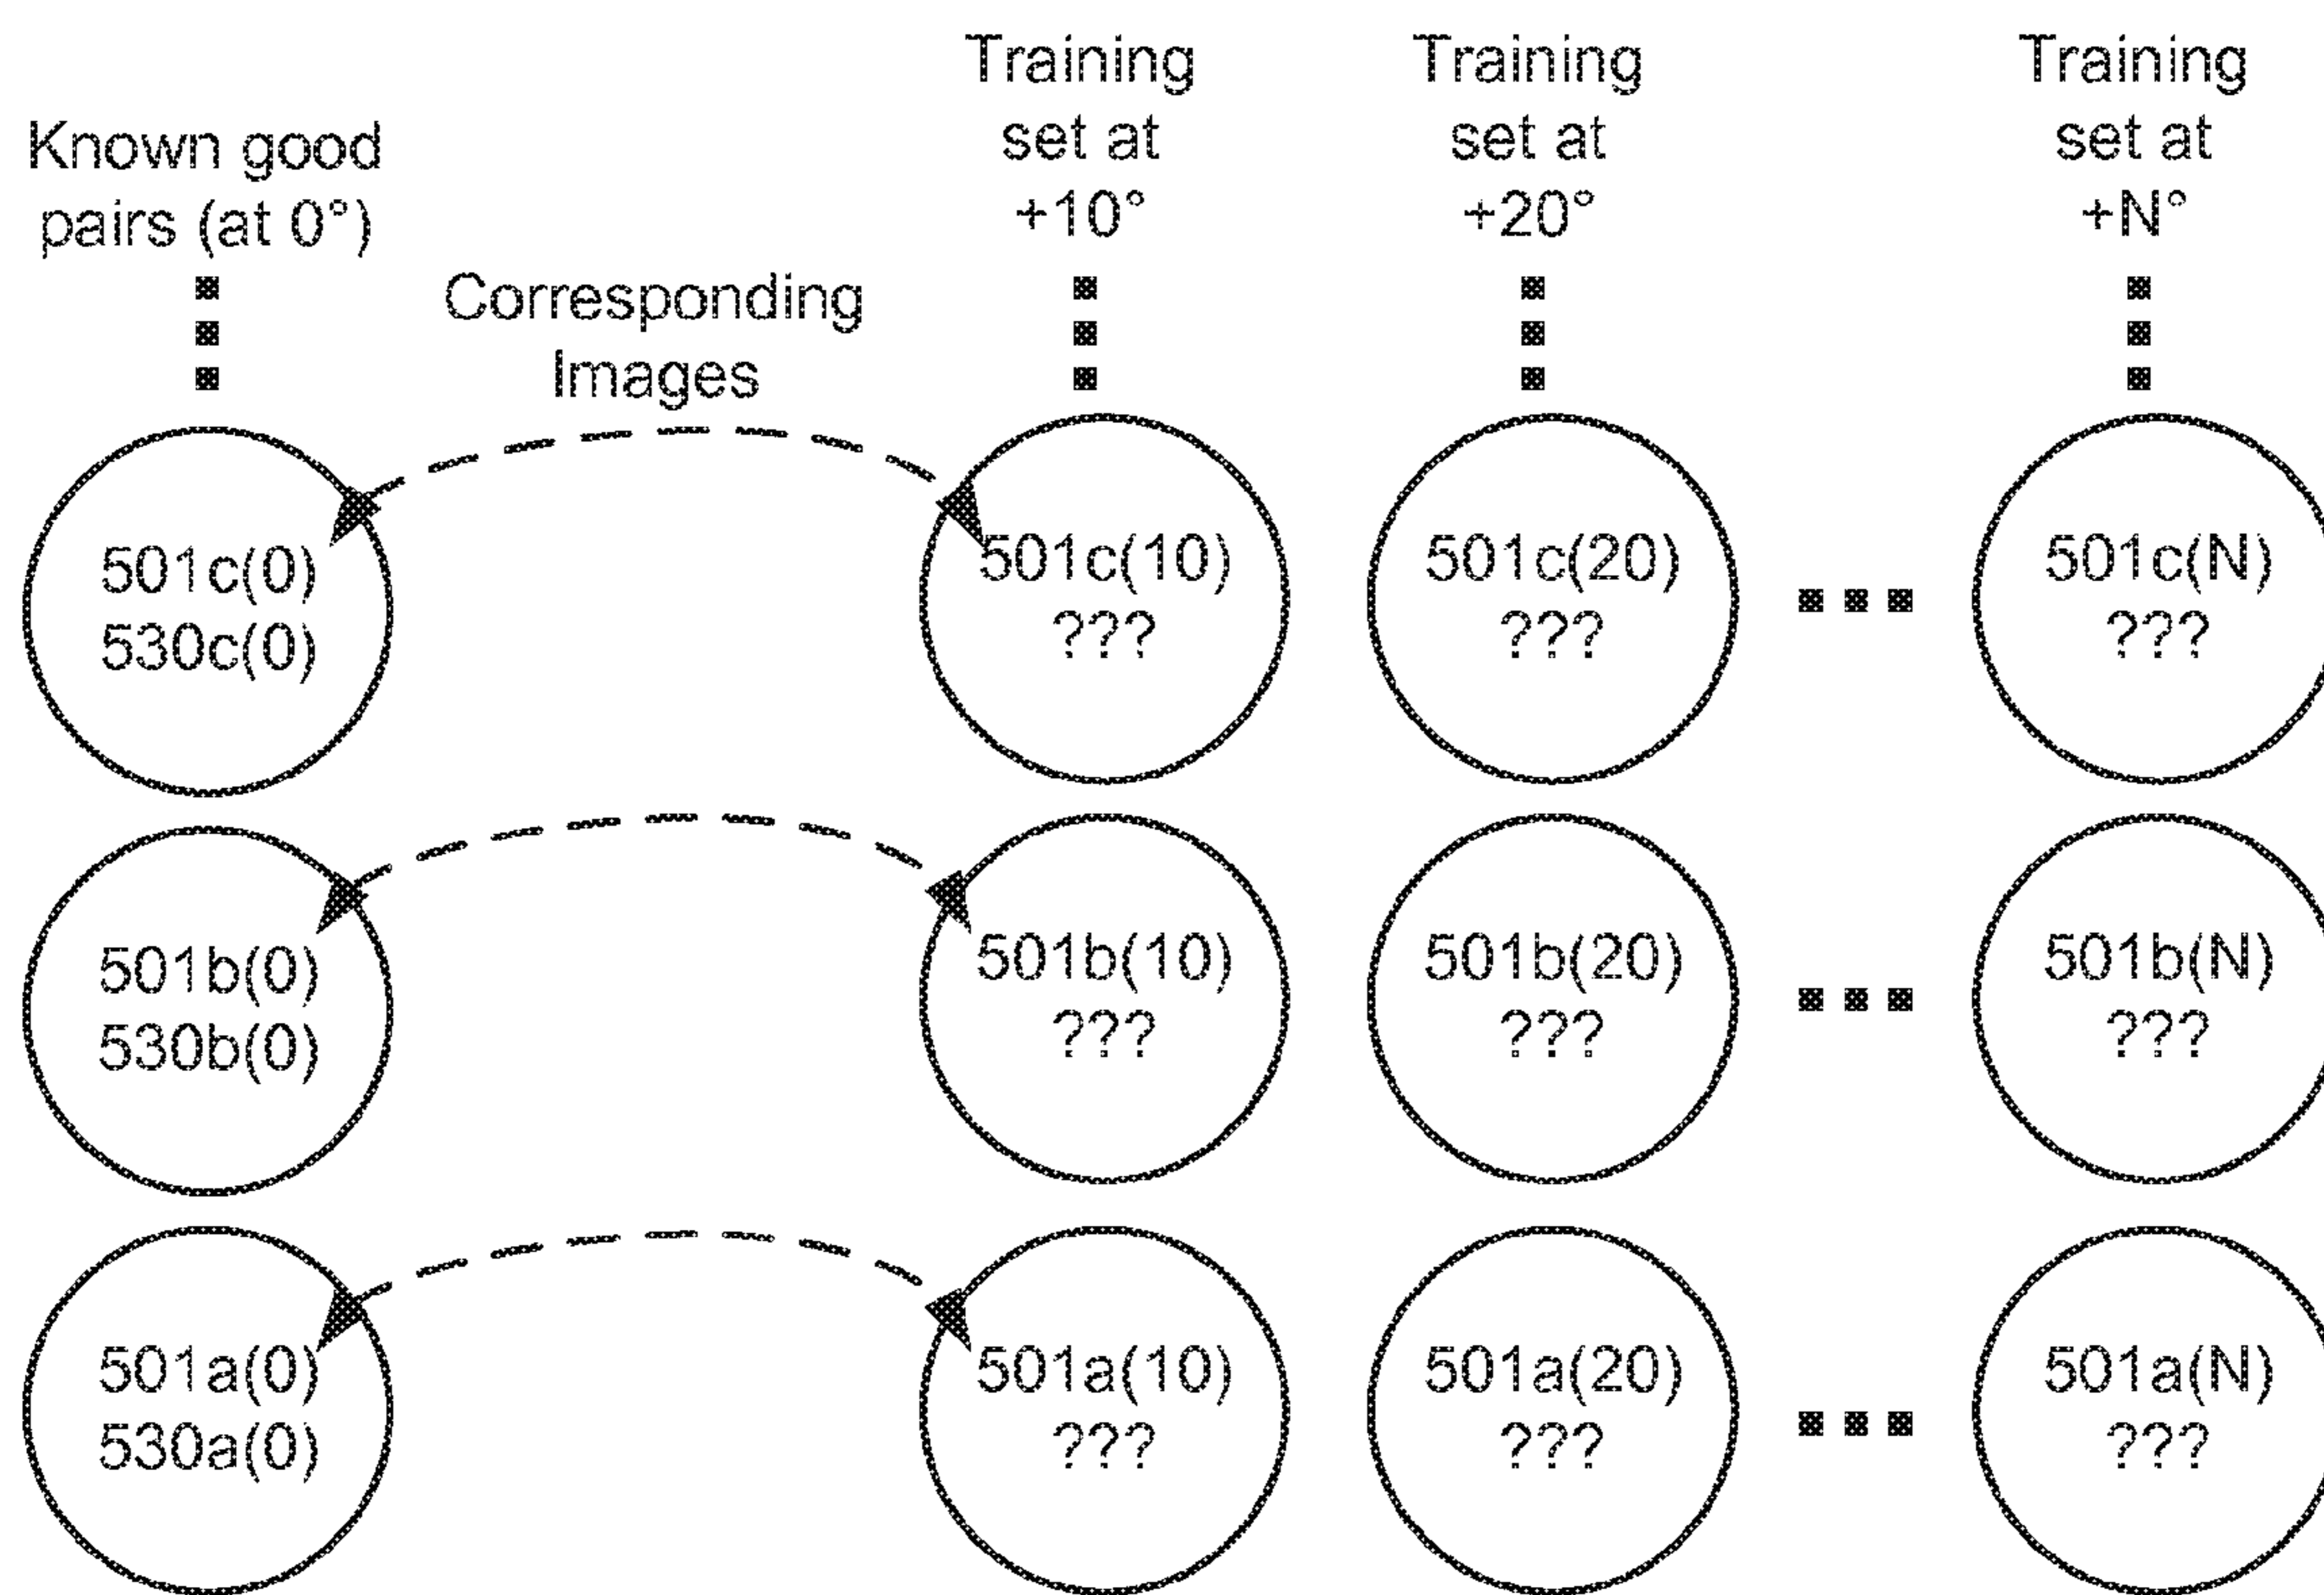 Known good
pairs (at 0°)
Corresponding
Images
Training
set at
+10°
Training
set at
+20°
Training
set at
+N°
501c(0)
530c(0)
501c(10)
???
501c(20)
???
501c(N)
???
501b(0)
530b(0)
501b(10)
???
501b(20)
???
501b(N)
???
501a(0)
530a(0)
501a(10)
???
501a(20)
???
501a(N)
???